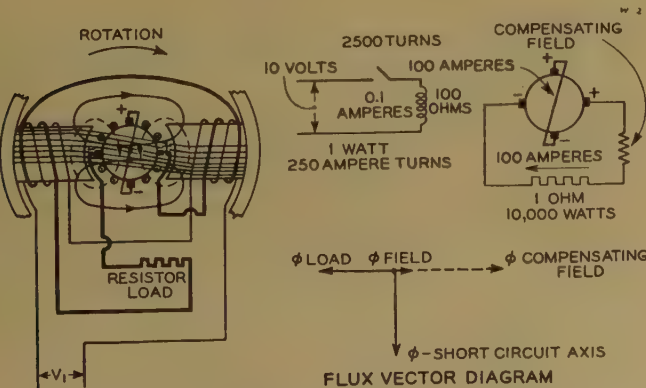 W 2
ROTATION
+
-
RESISTOR
LOAD
V₁
2500 TURNS
10 VOLTS
0.1
AMPERES
100
OHMS
1 WATT
250 AMPERE TURNS
COMPENSATING
FIELD
100 AMPERES
+
-
+
-
100 AMPERES
1 OHM
10,000 WATTS
ϕ LOAD ϕ FIELD ϕ COMPENSATING
FIELD
ϕ-SHORT CIRCUIT AXIS
FLUX VECTOR DIAGRAM